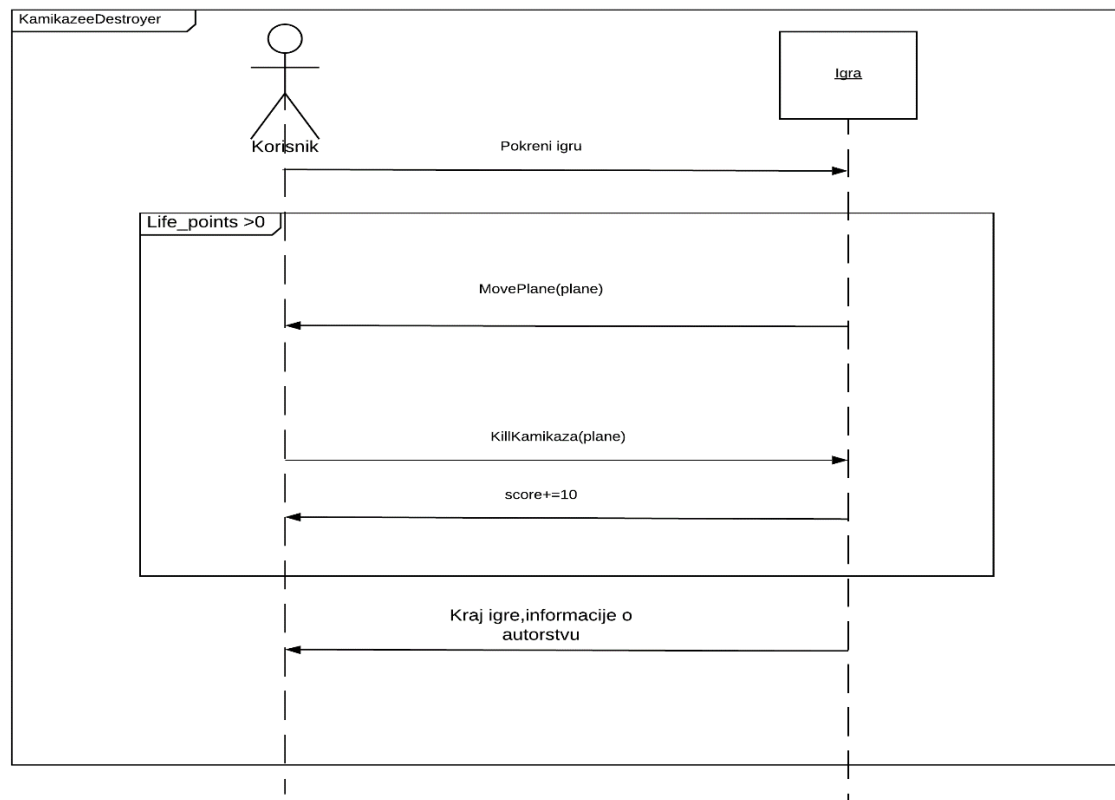 KamikazeeDestroyer
Igra
Korisnik
Pokreni igru
Life_points >0
MovePlane(plane)
KillKamikaza(plane)
score+=10
Kraj igre,informacije o
autorstvu